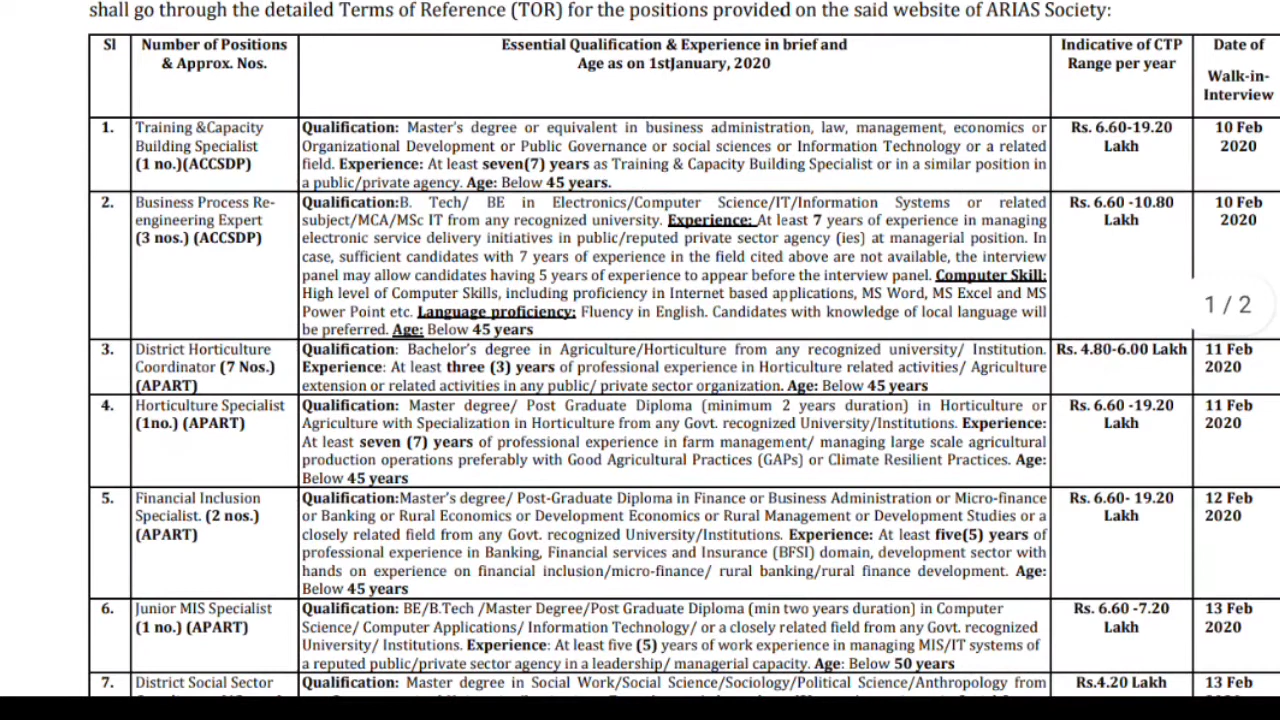 shall go through the detailed Terms of Reference (TOR) for the positions provided on the said website of ARIAS Society:
Sl
Number of Positions
& Approx. Nos.
Essential Qualification & Experience in brief and
Age as on 1stJanuary, 2020
Indicative of CTP
Range per year
Date of
Walk-in-
Interview
1.
Training &Capacity
Building Specialist
(1 no.)(ACCSDP)
Qualification: Master's degree or equivalent in business administration, law, management, economics or
Organizational Development or Public Governance or social sciences or Information Technology or a related
field. Experience: At least seven(7) years as Training & Capacity Building Specialist or in a similar position in
a public/private agency. Age: Below 45 years.
Rs. 6.60-19.20
Lakh
10 Feb
2020
2.
Business Process Re-
engineering Expert
(3 nos.) (ACCSDP)
Qualification:B. Tech/ BE in Electronics/Computer Science/IT/Information Systems or related
subject/MCA/MSc IT from any recognized university. Experience: At least 7 years of experience in managing
electronic service delivery initiatives in public/reputed private sector agency (ies) at managerial position. In
case, sufficient candidates with 7 years of experience in the field cited above are not available, the interview
panel may allow candidates having 5 years of experience to appear before the interview panel. Computer Skill:
High level of Computer Skills, including proficiency in Internet based applications, MS Word, MS Excel and MS
Power Point etc. Language proficiency: Fluency in English. Candidates with knowledge of local language will
be preferred. Age: Below 45 years
Rs. 6.60 -10.80
Lakh
10 Feb
2020
1 / 2
3.
District Horticulture
Coordinator (7 Nos.)
(APART)
Qualification: Bachelor's degree in Agriculture/Horticulture from any recognized university/ Institution.
Experience: At least three (3) years of professional experience in Horticulture related activities/ Agriculture
extension or related activities in any public/ private sector organization. Age: Below 45 years
Rs. 4.80-6.00 Lakh
11 Feb
2020
4.
Horticulture Specialist
(1no.) (APART)
Qualification: Master degree/ Post Graduate Diploma (minimum 2 years duration) in Horticulture or
Agriculture with Specialization in Horticulture from any Govt. recognized University/Institutions. Experience:
At least seven (7) years of professional experience in farm management/ managing large scale agricultural
production operations preferably with Good Agricultural Practices (GAPs) or Climate Resilient Practices. Age:
Below 45 years
Rs. 6.60 -19.20
Lakh
11 Feb
2020
5.
Financial Inclusion
Specialist. (2 nos.)
(APART)
Qualification:Master's degree/ Post-Graduate Diploma in Finance or Business Administration or Micro-finance
or Banking or Rural Economics or Development Economics or Rural Management or Development Studies or a
closely related field from any Govt. recognized University/Institutions. Experience: At least five(5) years of
professional experience in Banking, Financial services and Insurance (BFSI) domain, development sector with
hands on experience on financial inclusion/micro-finance/ rural banking/rural finance development. Age:
Below 45 years
Rs. 6.60- 19.20
Lakh
12 Feb
2020
6.
Junior MIS Specialist
(1 no.) (APART)
Qualification: BE/B.Tech /Master Degree/Post Graduate Diploma (min two years duration) in Computer
Science/ Computer Applications/ Information Technology/ or a closely related field from any Govt. recognized
University/ Institutions. Experience: At least five (5) years of work experience in managing MIS/IT systems of
a reputed public/private sector agency in a leadership/ managerial capacity. Age: Below 50 years
Rs. 6.60 -7.20
Lakh
13 Feb
2020
7.
District Social Sector
Qualification: Master degree in Social Work/Social Science/Sociology/Political Science/Anthropology from
Rs.4.20 Lakh
13 Feb